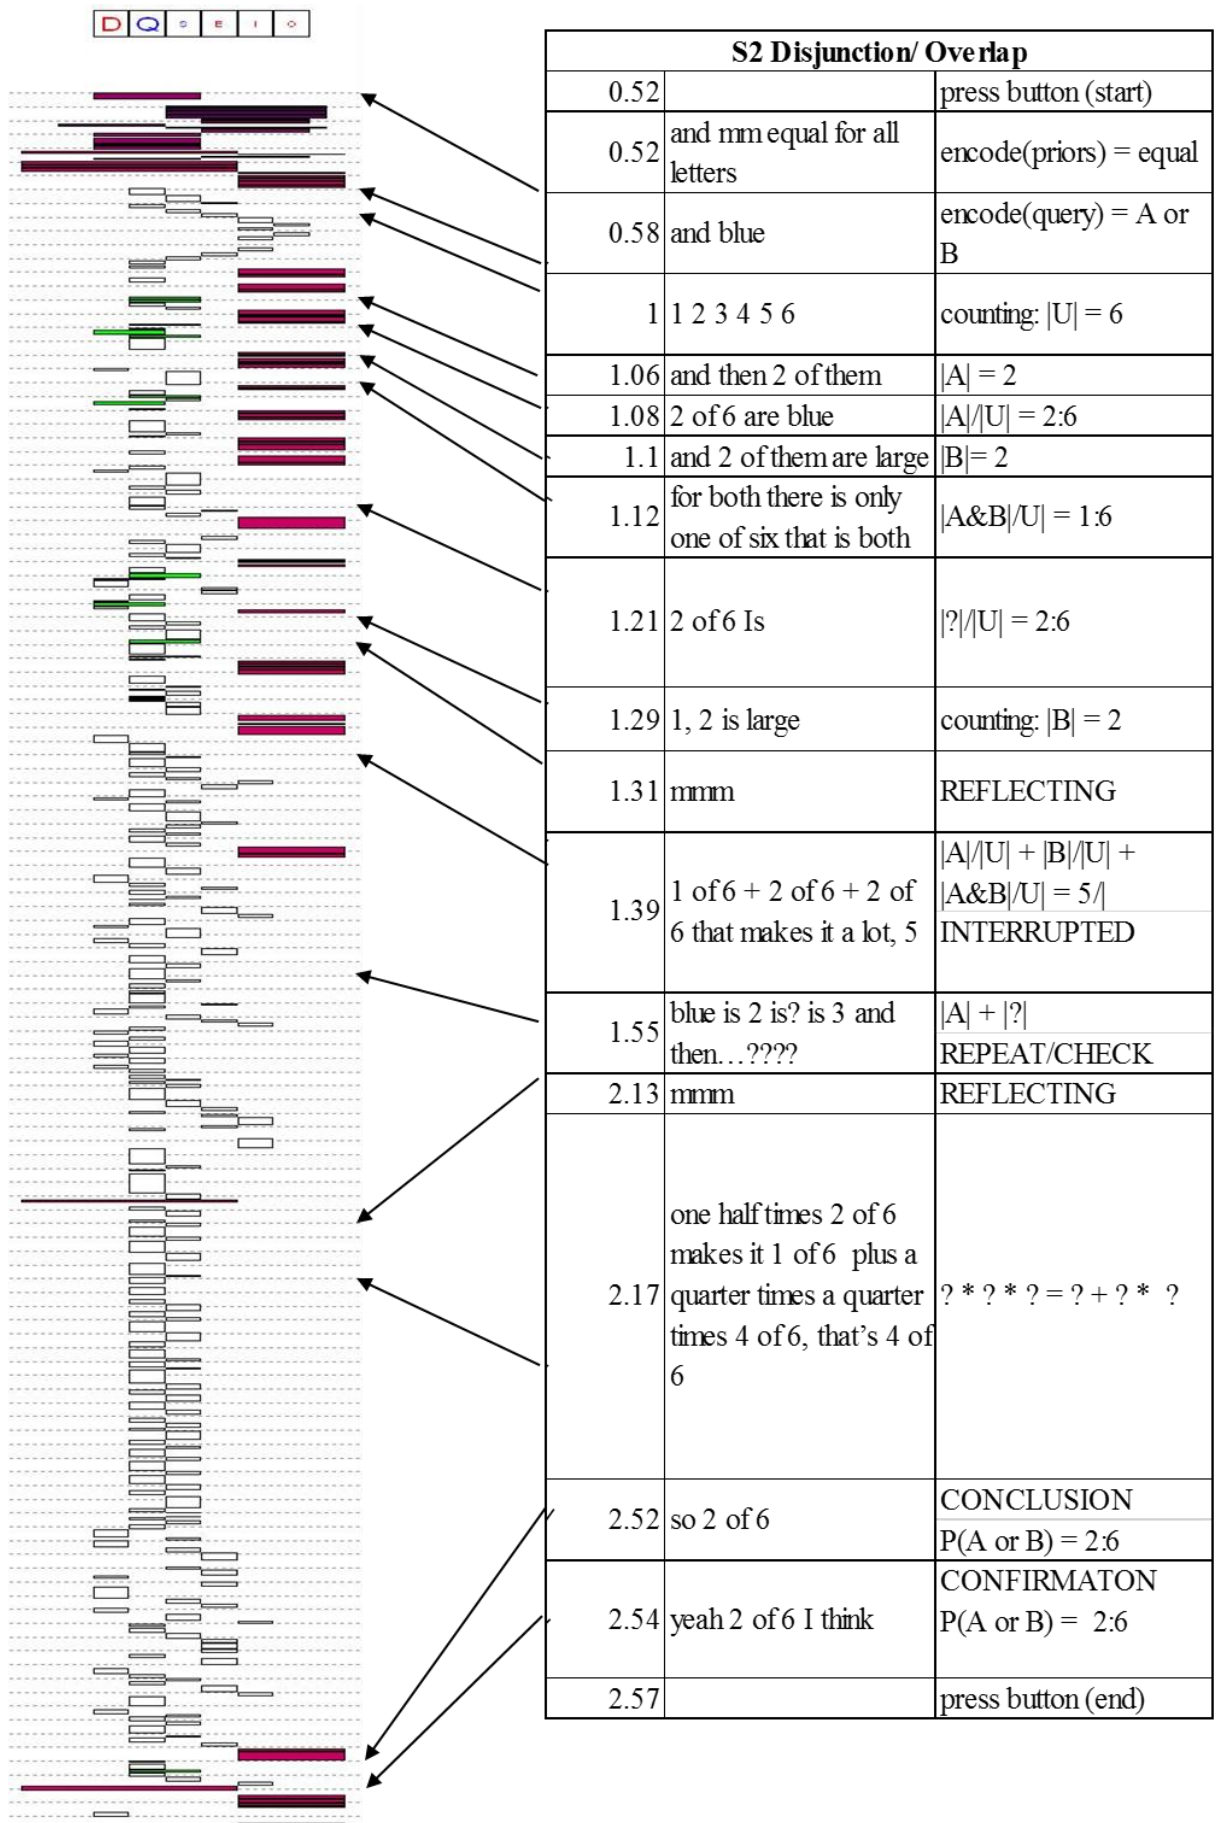 D Q S E I O
S2 Disjunction/ Overlap
0.52 press button (start)
0.52 and mm equal for all letters encode(priors) = equal
0.58 and blue encode(query) = A or B
1 1 2 3 4 5 6 counting: |U| = 6
1.06 and then 2 of them |A| = 2
1.08 2 of 6 are blue |A|/|U| = 2:6
1.1 and 2 of them are large |B|= 2
1.12 for both there is only one of six that is both |A&B|/U| = 1:6
1.21 2 of 6 Is |?|/|U| = 2:6
1.29 1, 2 is large counting: |B| = 2
1.31 mmm REFLECTING
1.39 1 of 6 + 2 of 6 + 2 of 6 that makes it a lot, 5 |A|/|U| + |B|/|U| + |A&B|/U| = 5/| INTERRUPTED
1.55 blue is 2 is? is 3 and then…???? |A| + |?| REPEAT/CHECK
2.13 mmm REFLECTING
2.17 one half times 2 of 6 makes it 1 of 6 plus a quarter times a quarter times 4 of 6, that’s 4 of 6 ? * ? * ? = ? + ? * ?
2.52 so 2 of 6 CONCLUSION P(A or B) = 2:6
2.54 yeah 2 of 6 I think CONFIRMATON P(A or B) = 2:6
2.57 press button (end)